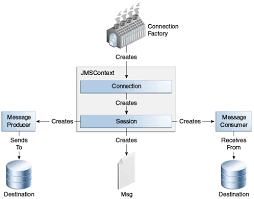 Connection
Factory
Creates
JMSContext
Connection
Creates
Message
Producer
Creates
Session
Creates
Message
Consumer
Sends
To
Creates
Receives
From
Destination
Msg
Destination